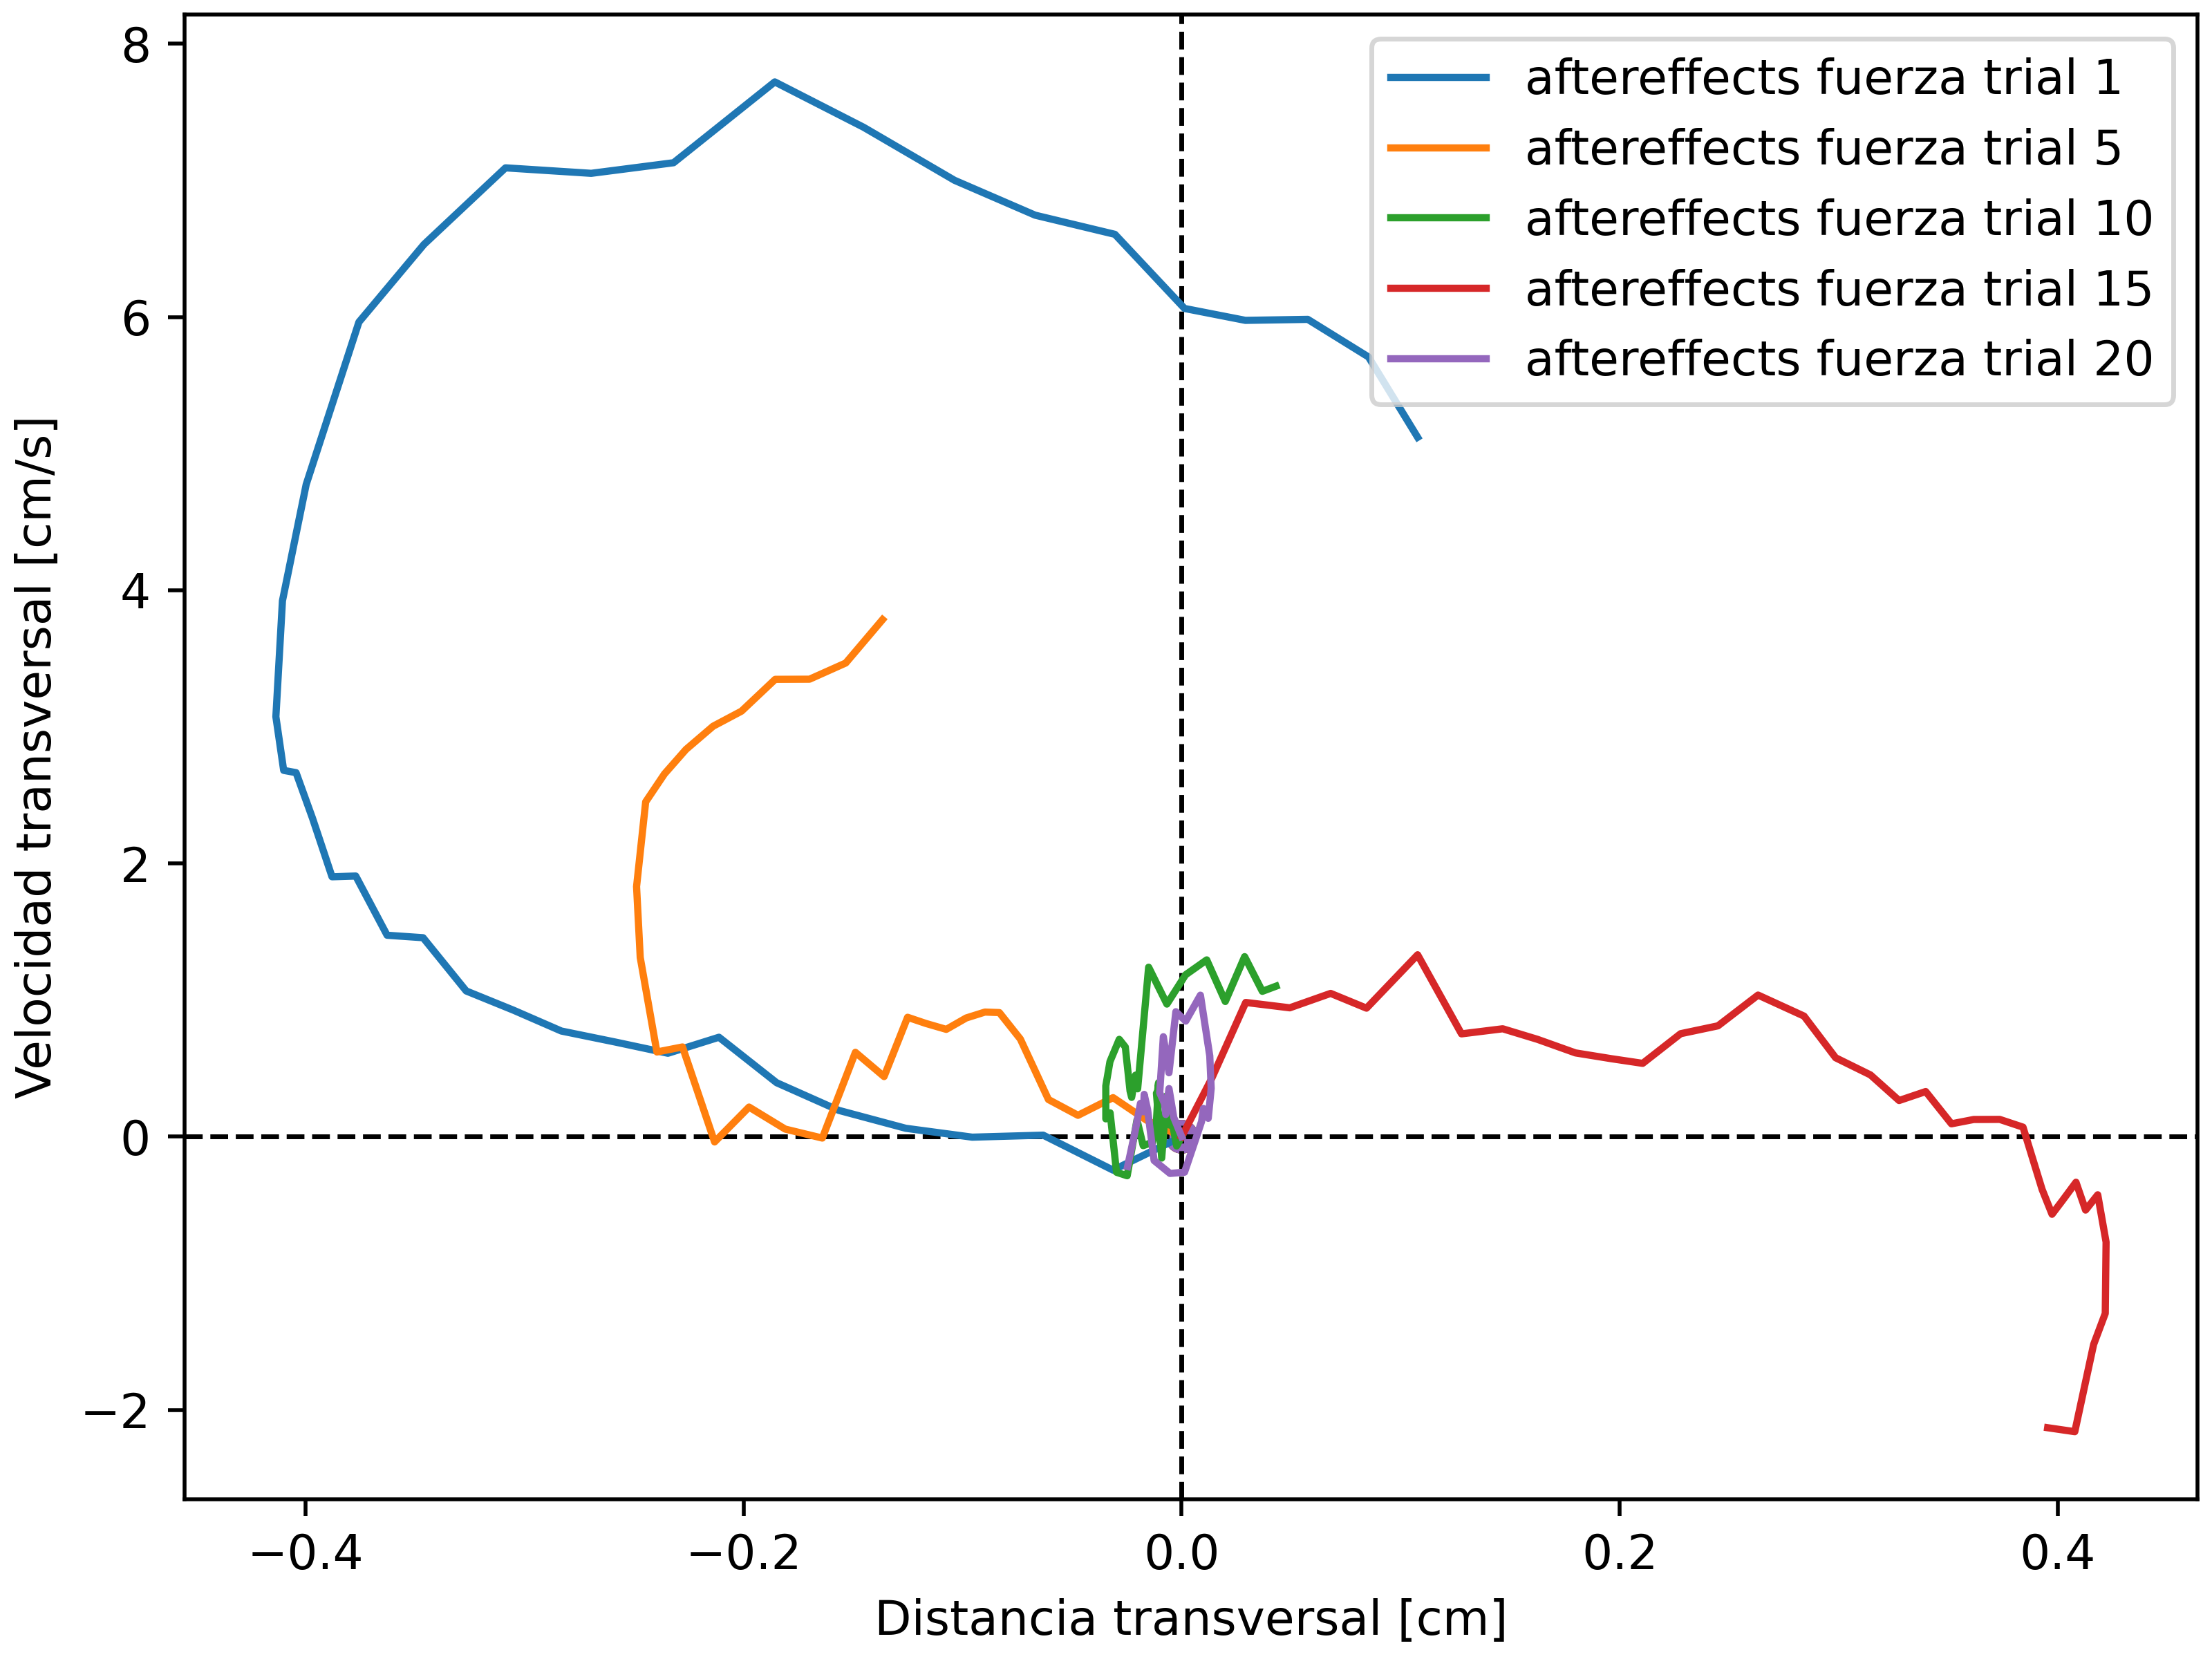 aftereffects fuerza trial 1
aftereffects fuerza trial 5
aftereffects fuerza trial 10
aftereffects fuerza trial 15
aftereffects fuerza trial 20
Velocidad transversal [cm/s]
8
6
4
2
0
−2
−0.4
−0.2
0.0
0.2
0.4
Distancia transversal [cm]